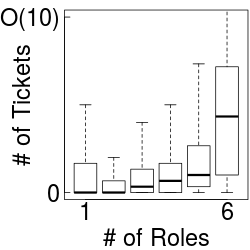 O(10)
# of Tickets
0
1 6
# of Roles